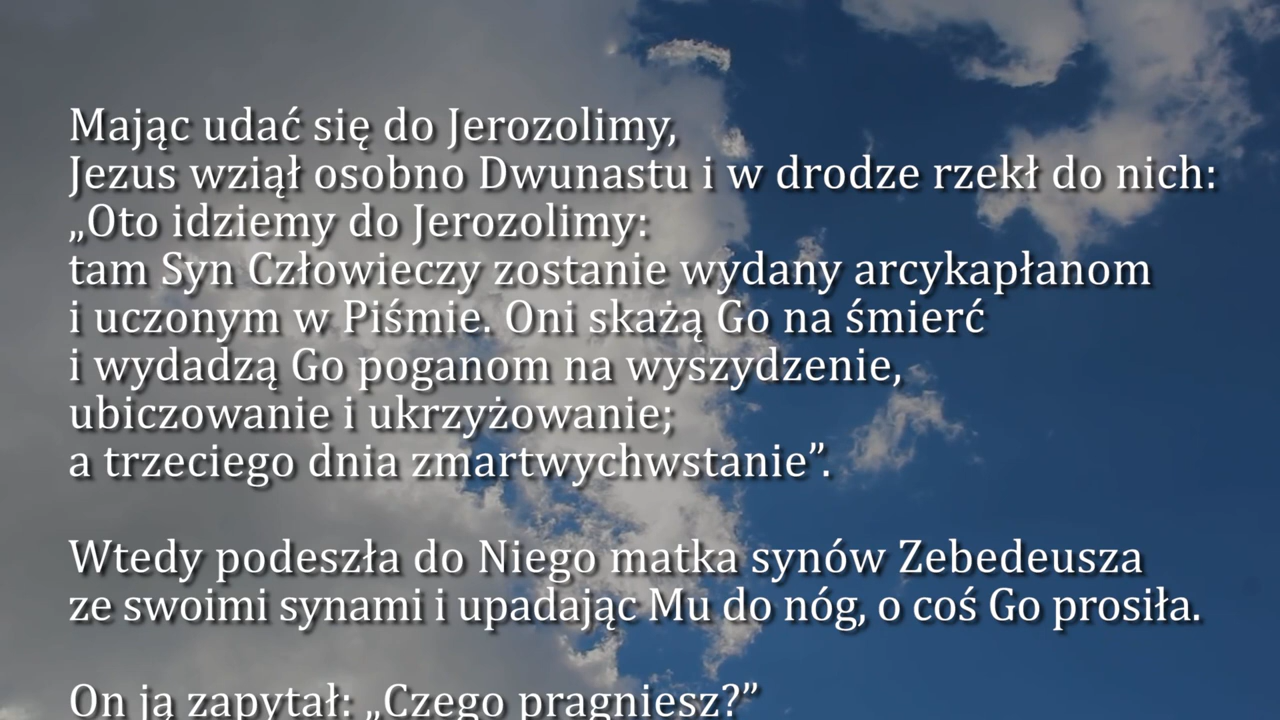 Mając udać się do Jerozolimy,
Jezus wziął osobno Dwunastu i w drodze rzekł do nich:
„Oto idziemy do Jerozolimy:
tam Syn Człowieczy zostanie wydany arcykapłanom
i uczonym w Piśmie. Oni skażą Go na śmierć
i wydadzą Go poganom na wyszydzenie,
ubiczowanie i ukrzyżowanie;
a trzeciego dnia zmartwychwstanie”.
Wtedy podeszła do Niego matka synów Zebedeusza
ze swoimi synami i upadając Mu do nóg, o coś Go prosiła.
On ją zapytał: „Czego pragniesz?”